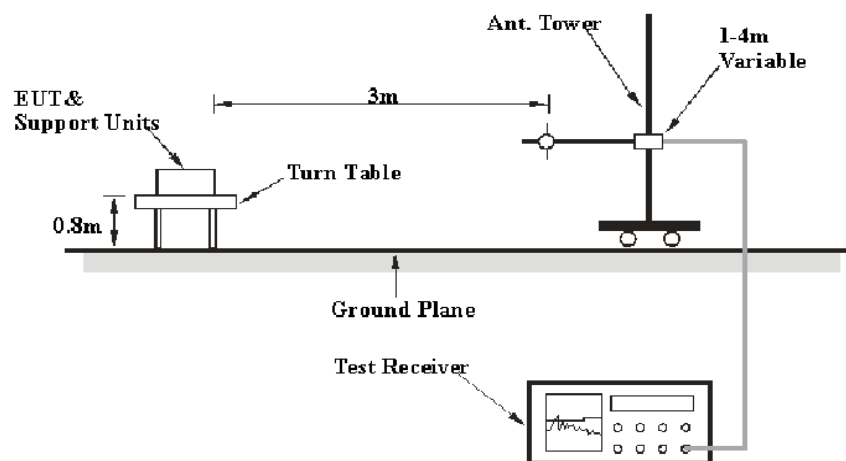 Ant. Tower
1-4m
Variable
3m
EUT&
Support Units
Turn Table
0.8m
Ground Plane
Test Receiver